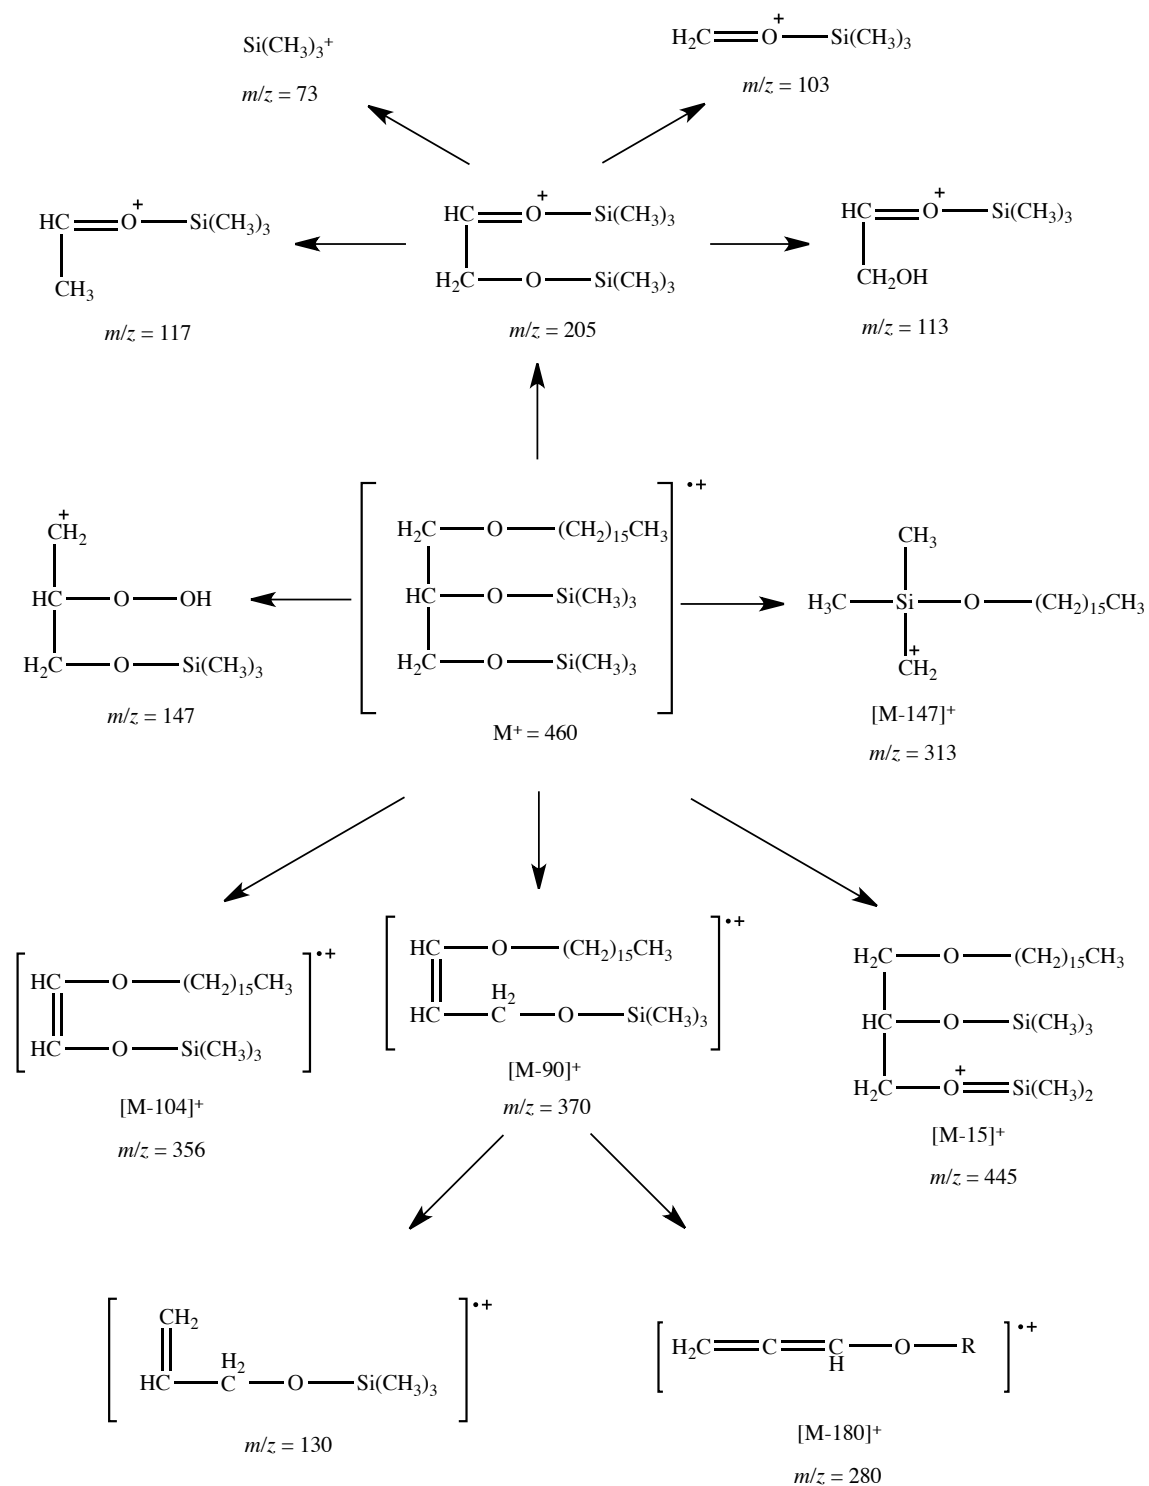 Si(CH₃)₃⁺
m/z = 73
H₂C=O⁺—Si(CH₃)₃
m/z = 103
HC=O⁺—Si(CH₃)₃
CH₃
m/z = 117
HC=O⁺—Si(CH₃)₃
H₂C—O—Si(CH₃)₃
m/z = 205
HC=O⁺—Si(CH₃)₃
CH₂OH
m/z = 113
+
CH₂
HC—O—OH
H₂C—O—Si(CH₃)₃
m/z = 147
•+
H₂C—O—(CH₂)₁₅CH₃
HC—O—Si(CH₃)₃
H₂C—O—Si(CH₃)₃
M⁺ = 460
CH₃
H₃C—Si—O—(CH₂)₁₅CH₃
+
CH₂
[M-147]⁺
m/z = 313
•+
HC—O—(CH₂)₁₅CH₃
HC—O—Si(CH₃)₃
[M-104]⁺
m/z = 356
•+
HC—O—(CH₂)₁₅CH₃
H₂
HC—C—O—Si(CH₃)₃
[M-90]⁺
m/z = 370
H₂C—O—(CH₂)₁₅CH₃
HC—O—Si(CH₃)₃
H₂C—O⁺=Si(CH₃)₂
[M-15]⁺
m/z = 445
•+
CH₂
H₂
HC—C—O—Si(CH₃)₃
m/z = 130
•+
H₂C=C=C—O—R
H
[M-180]⁺
m/z = 280